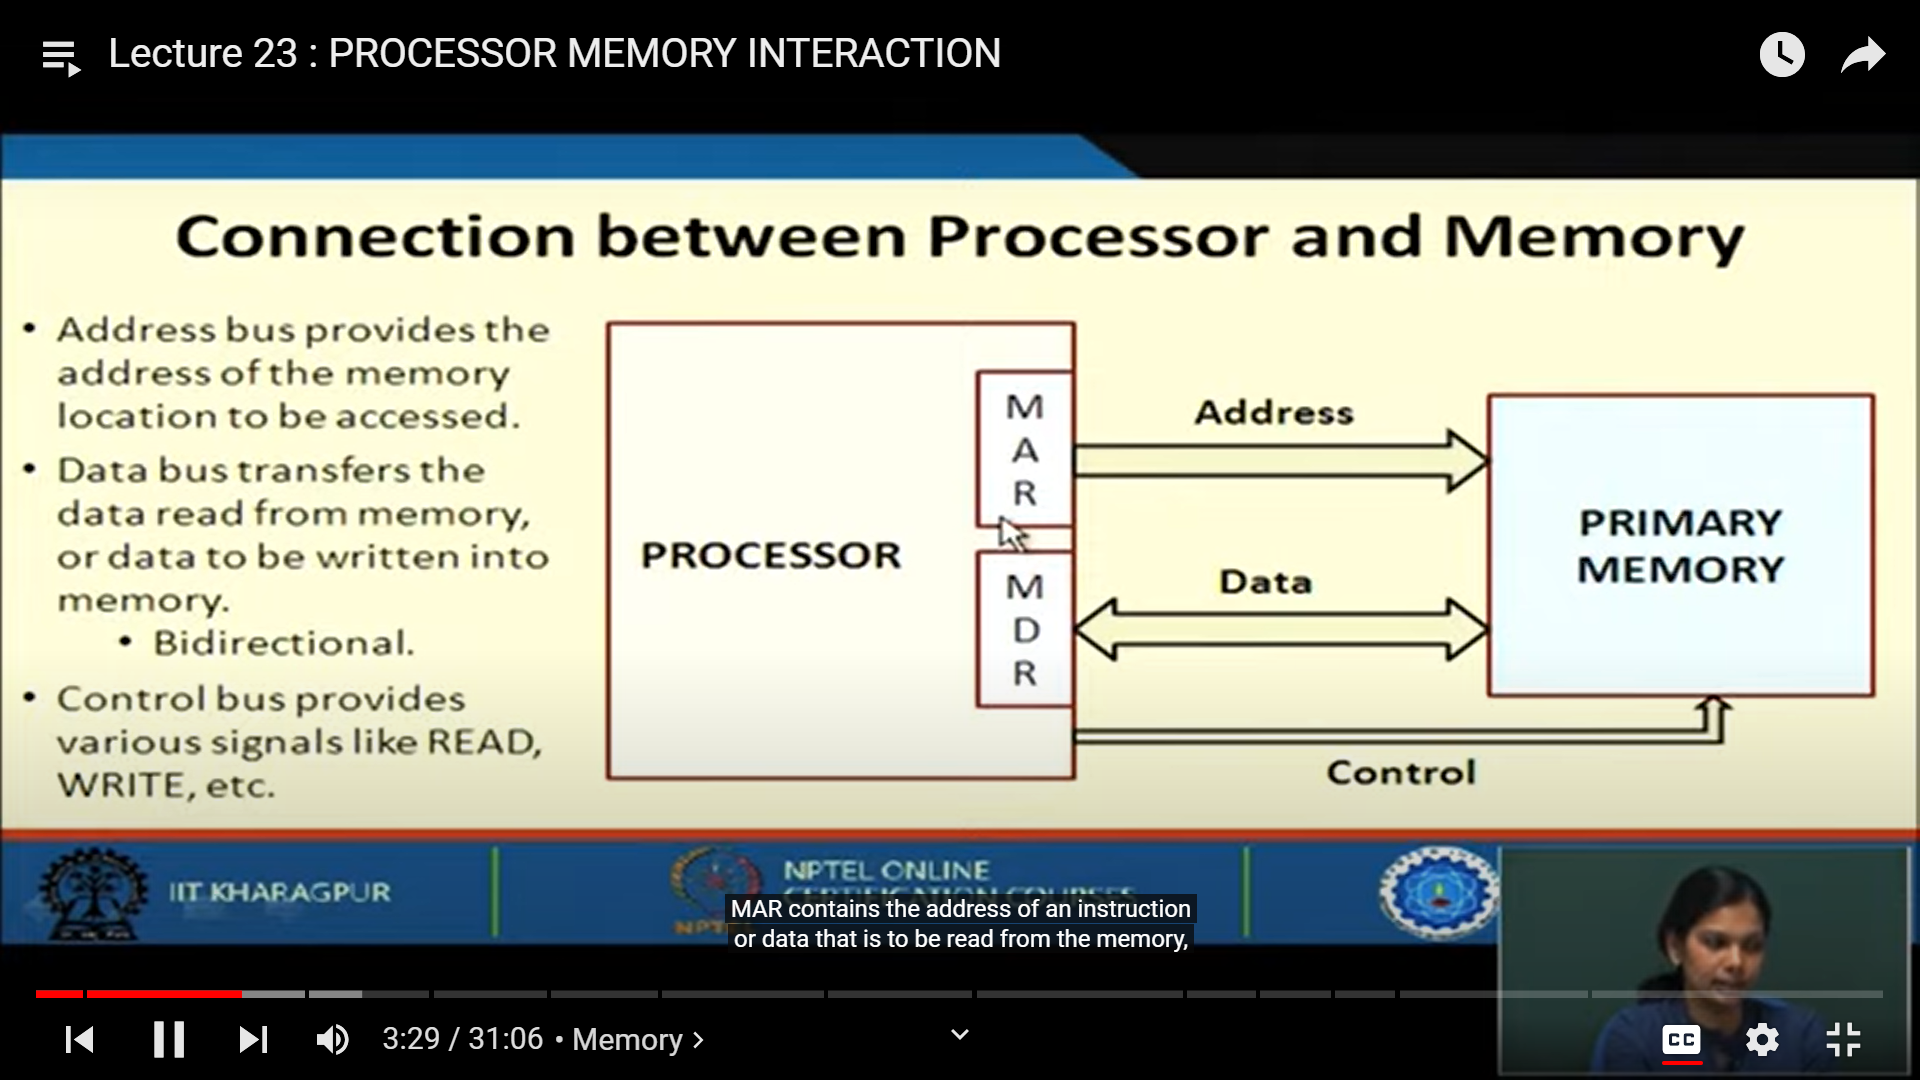 Lecture 23 : PROCESSOR MEMORY INTERACTION
Connection between Processor and Memory
• Address bus provides the
address of the memory
location to be accessed.
• Data bus transfers the
data read from memory,
or data to be written into
memory.
• Bidirectional.
• Control bus provides
various signals like READ,
WRITE, etc.
PROCESSOR
M
A
R
M
D
R
Address
Data
Control
PRIMARY
MEMORY
IIT KHARAGPUR
NPTEL
NPTEL ONLINE
CERTIFICATION COURSES
MAR contains the address of an instruction
or data that is to be read from the memory,
3:29 / 31:06 • Memory >
CC